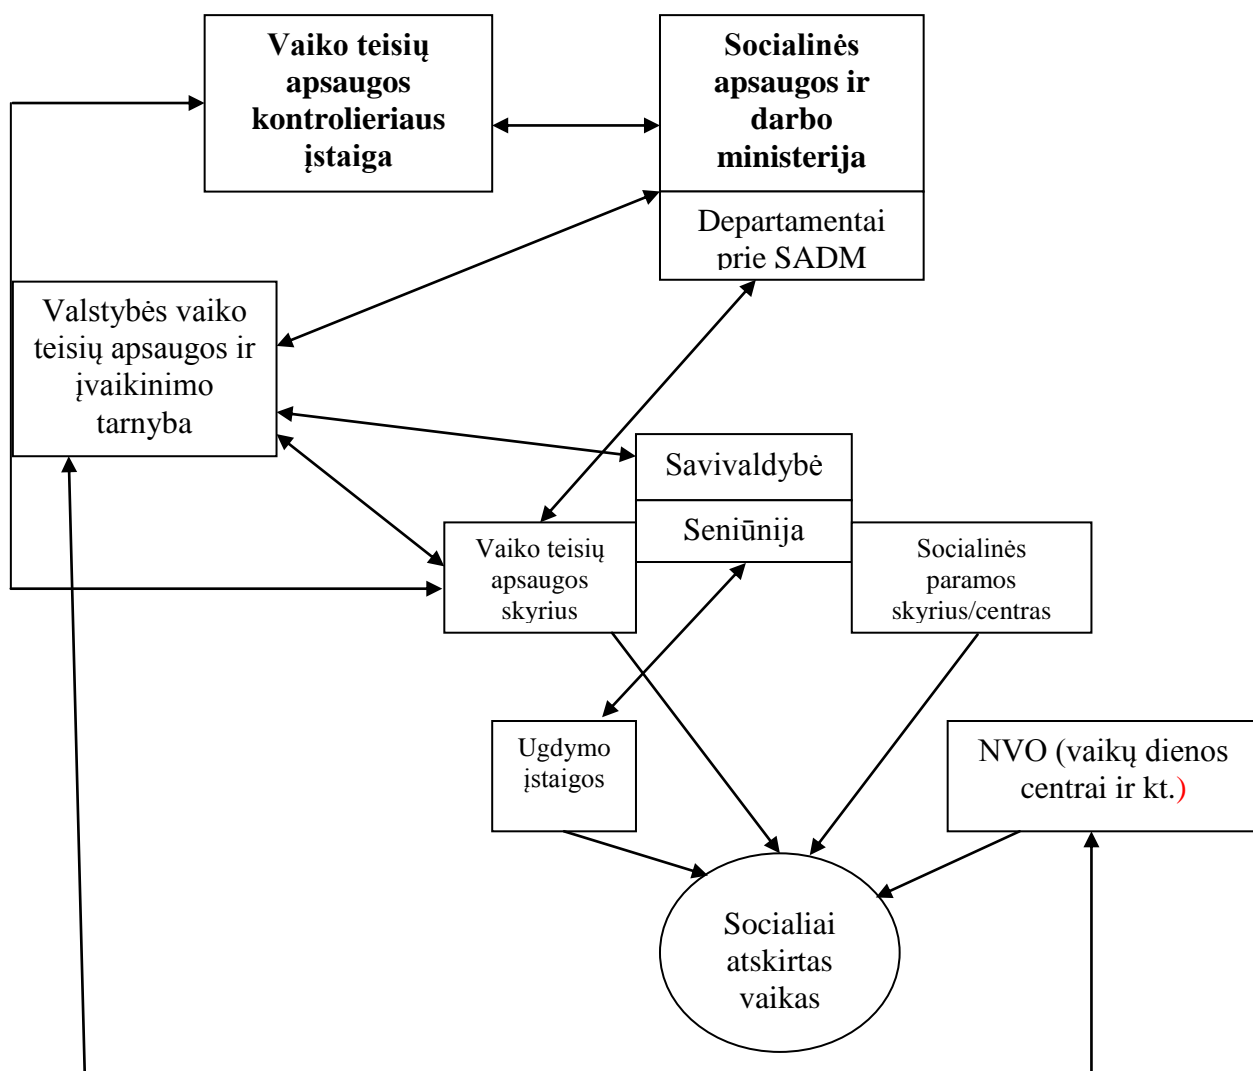 Vaiko teisių
apsaugos
kontrolieriaus
įstaiga
Socialinės
apsaugos ir
darbo
ministerija
Departamentai
prie SADM
Valstybės vaiko
teisių apsaugos ir
įvaikinimo
tarnyba
Savivaldybė
Seniūnija
Vaiko teisių
apsaugos
skyrius
Socialinės
paramos
skyrius/centras
Ugdymo
įstaigos
NVO (vaikų dienos
centrai ir kt.)
Socialiai
atskirtas
vaikas